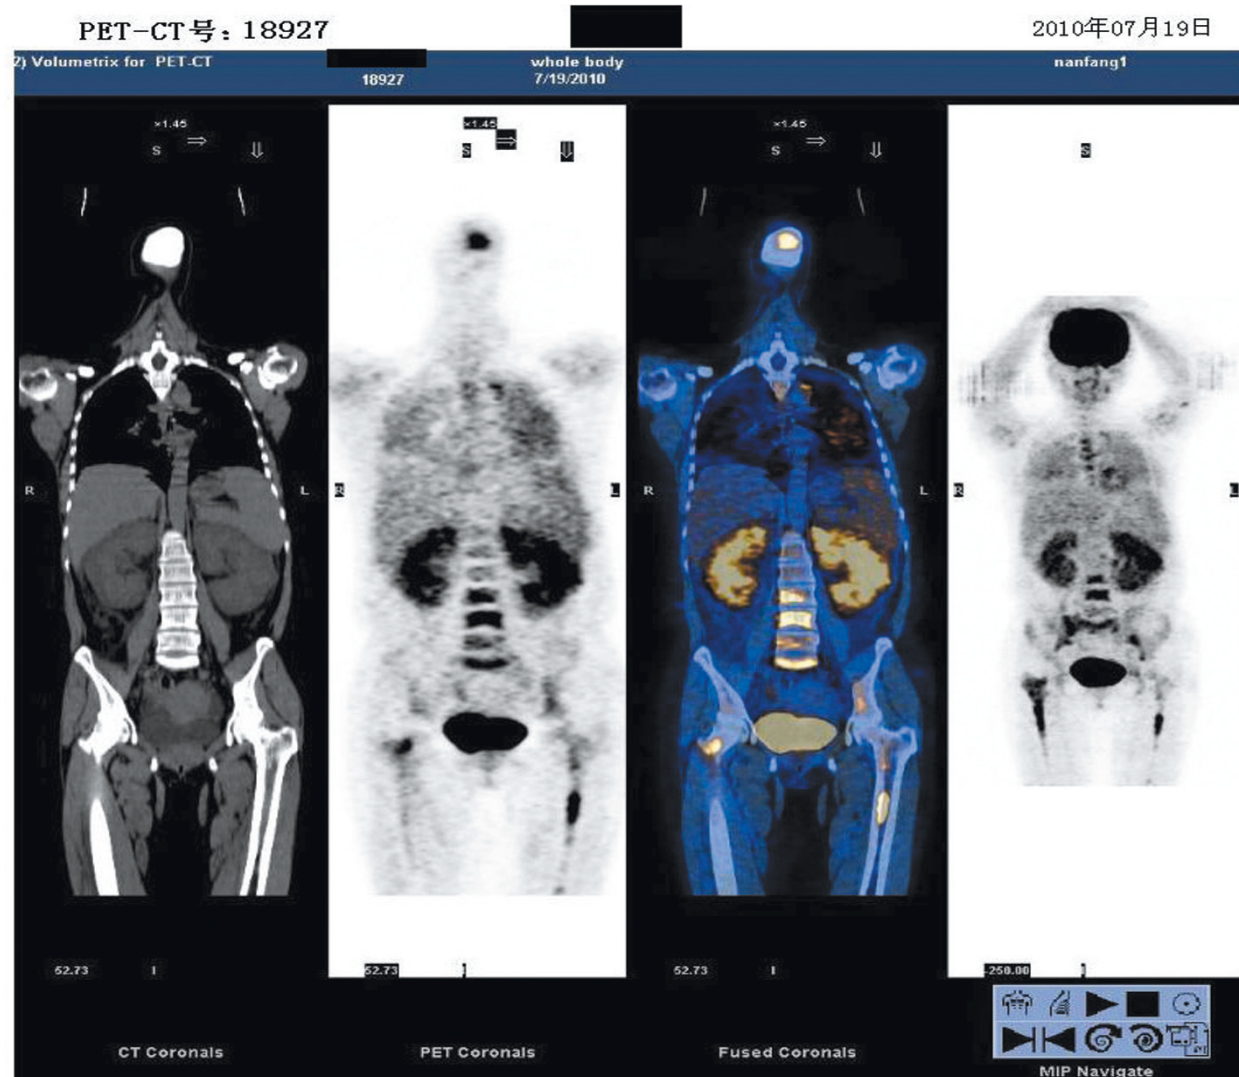 PET-CT号: 18927
2010年07月19日
2) Volumetrix for PET-CT
18927
whole body
7/19/2010
nanfang1
×1.45
S
R
L
52.73
I
CT Coronals
×1.45
S
R
L
52.73
I
PET Coronals
×1.45
S
R
L
52.73
I
Fused Coronals
S
R
L
-250.00
I
MIP Navigate